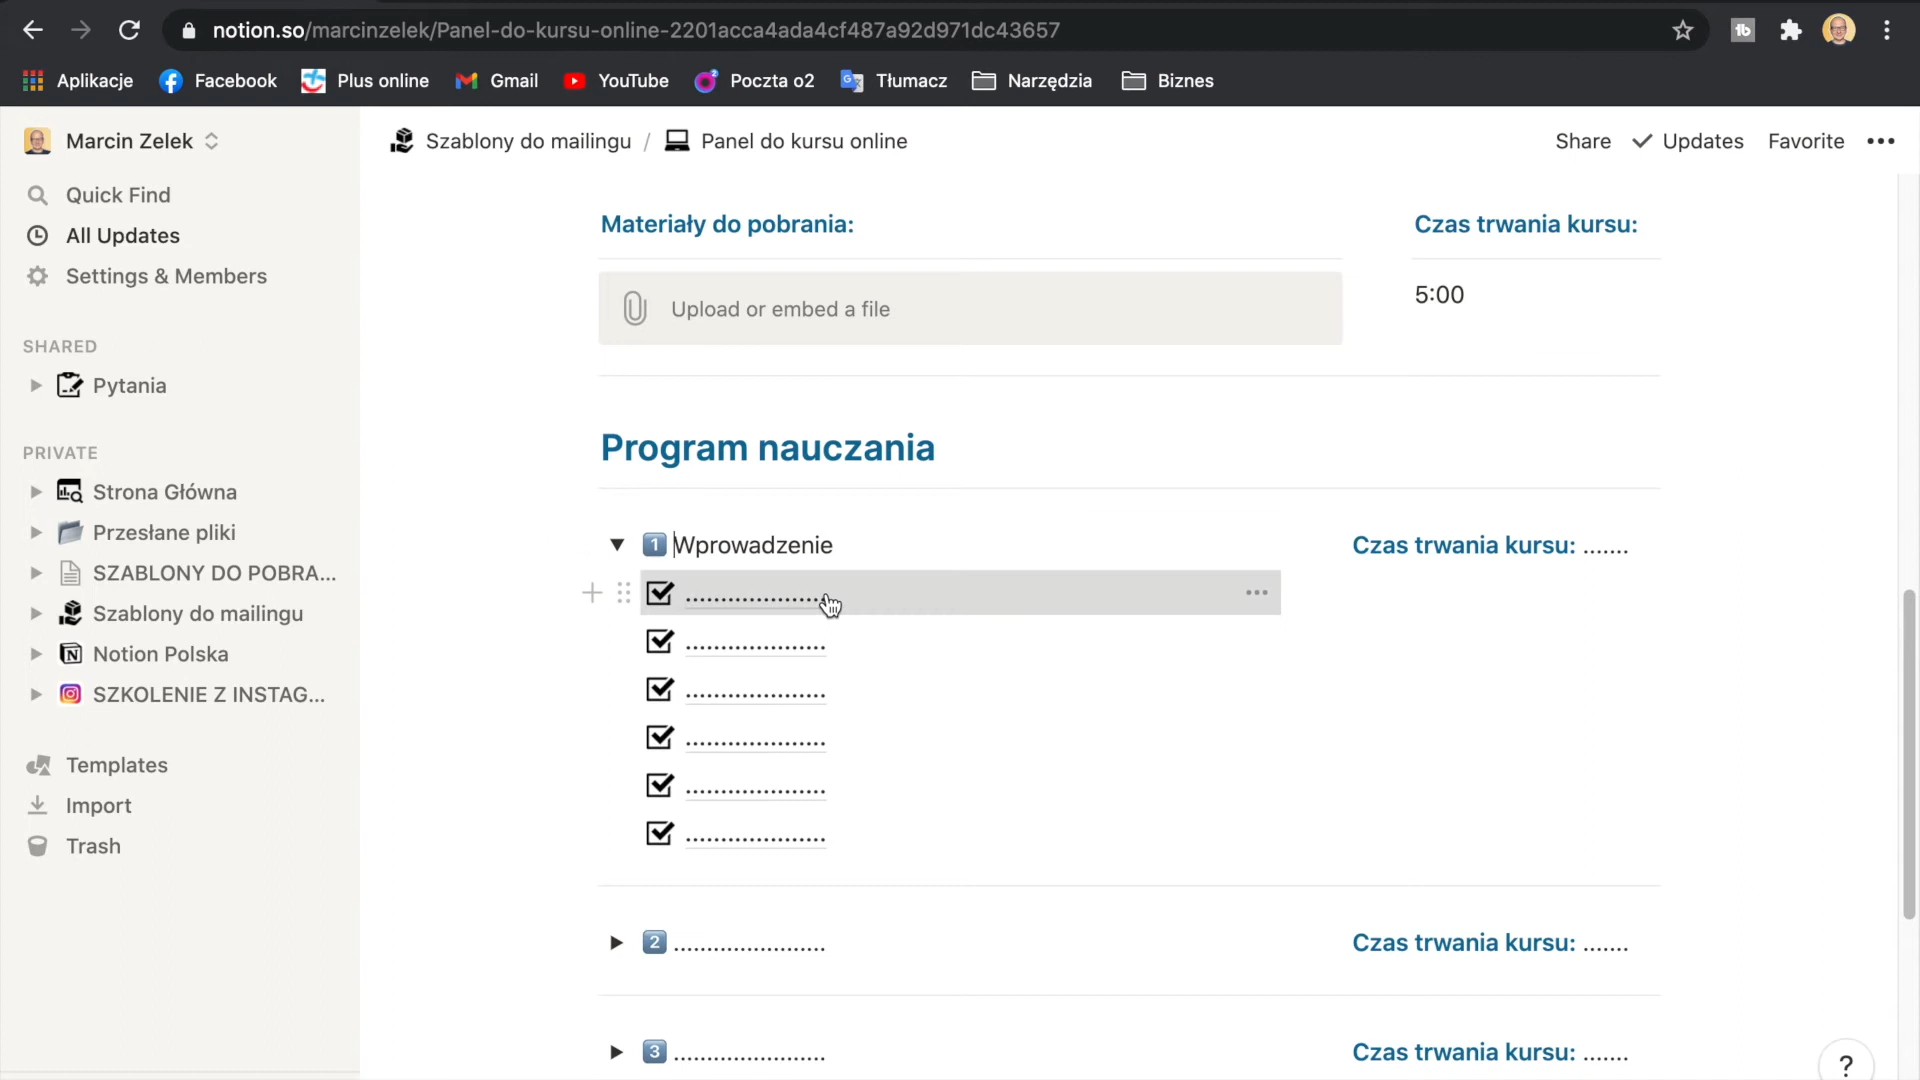 notion.so/marcinzelek/Panel-do-kursu-online-2201acca4ada4cf487a92d971dc43657
tb
Aplikacje Facebook Plus online Gmail YouTube Poczta o2 Tłumacz Narzędzia Biznes
Marcin Zelek
Szablony do mailingu / Panel do kursu online
Share Updates Favorite •••
Quick Find
All Updates
Settings & Members
SHARED
Pytania
PRIVATE
Strona Główna
Przesłane pliki
SZABLONY DO POBRA...
Szablony do mailingu
Notion Polska
SZKOLENIE Z INSTAG...
Templates
Import
Trash
Materiały do pobrania:
Czas trwania kursu:
Upload or embed a file
5:00
Program nauczania
1 Wprowadzenie
Czas trwania kursu: .......
....................
....................
....................
....................
....................
....................
2 .......................
Czas trwania kursu: .......
3 .......................
Czas trwania kursu: .......
?